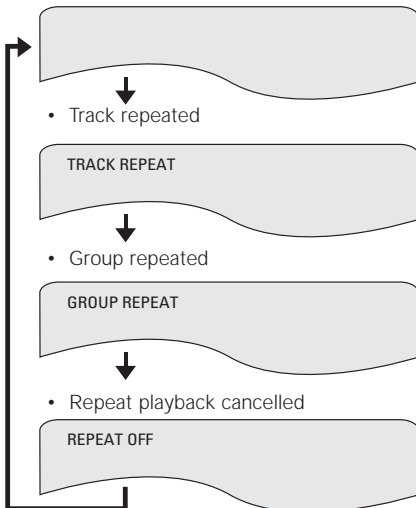 • Track repeated
TRACK REPEAT
• Group repeated
GROUP REPEAT
• Repeat playback cancelled
REPEAT OFF